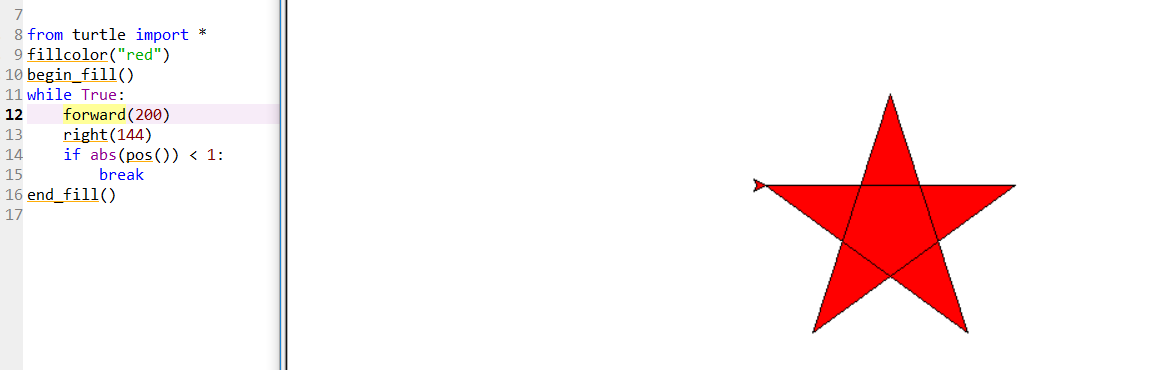 7
8 from turtle import *
9 fillcolor("red")
10 begin_fill()
11 while True:
12     forward(200)
13     right(144)
14     if abs(pos()) < 1:
15         break
16 end_fill()
17